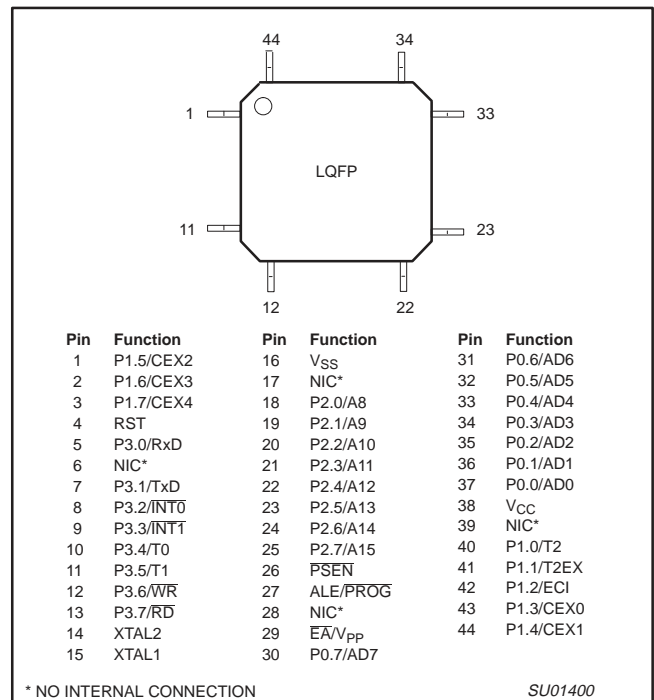 44 34
1 33
LQFP
11 23
12 22
Pin Function Pin Function Pin Function
1 P1.5/CEX2 16 VSS 31 P0.6/AD6
2 P1.6/CEX3 17 NIC* 32 P0.5/AD5
3 P1.7/CEX4 18 P2.0/A8 33 P0.4/AD4
4 RST 19 P2.1/A9 34 P0.3/AD3
5 P3.0/RxD 20 P2.2/A10 35 P0.2/AD2
6 NIC* 21 P2.3/A11 36 P0.1/AD1
7 P3.1/TxD 22 P2.4/A12 37 P0.0/AD0
8 P3.2/INT0 23 P2.5/A13 38 VCC
9 P3.3/INT1 24 P2.6/A14 39 NIC*
10 P3.4/T0 25 P2.7/A15 40 P1.0/T2
11 P3.5/T1 26 PSEN 41 P1.1/T2EX
12 P3.6/WR 27 ALE/PROG 42 P1.2/ECI
13 P3.7/RD 28 NIC* 43 P1.3/CEX0
14 XTAL2 29 EA/VPP 44 P1.4/CEX1
15 XTAL1 30 P0.7/AD7
* NO INTERNAL CONNECTION SU01400